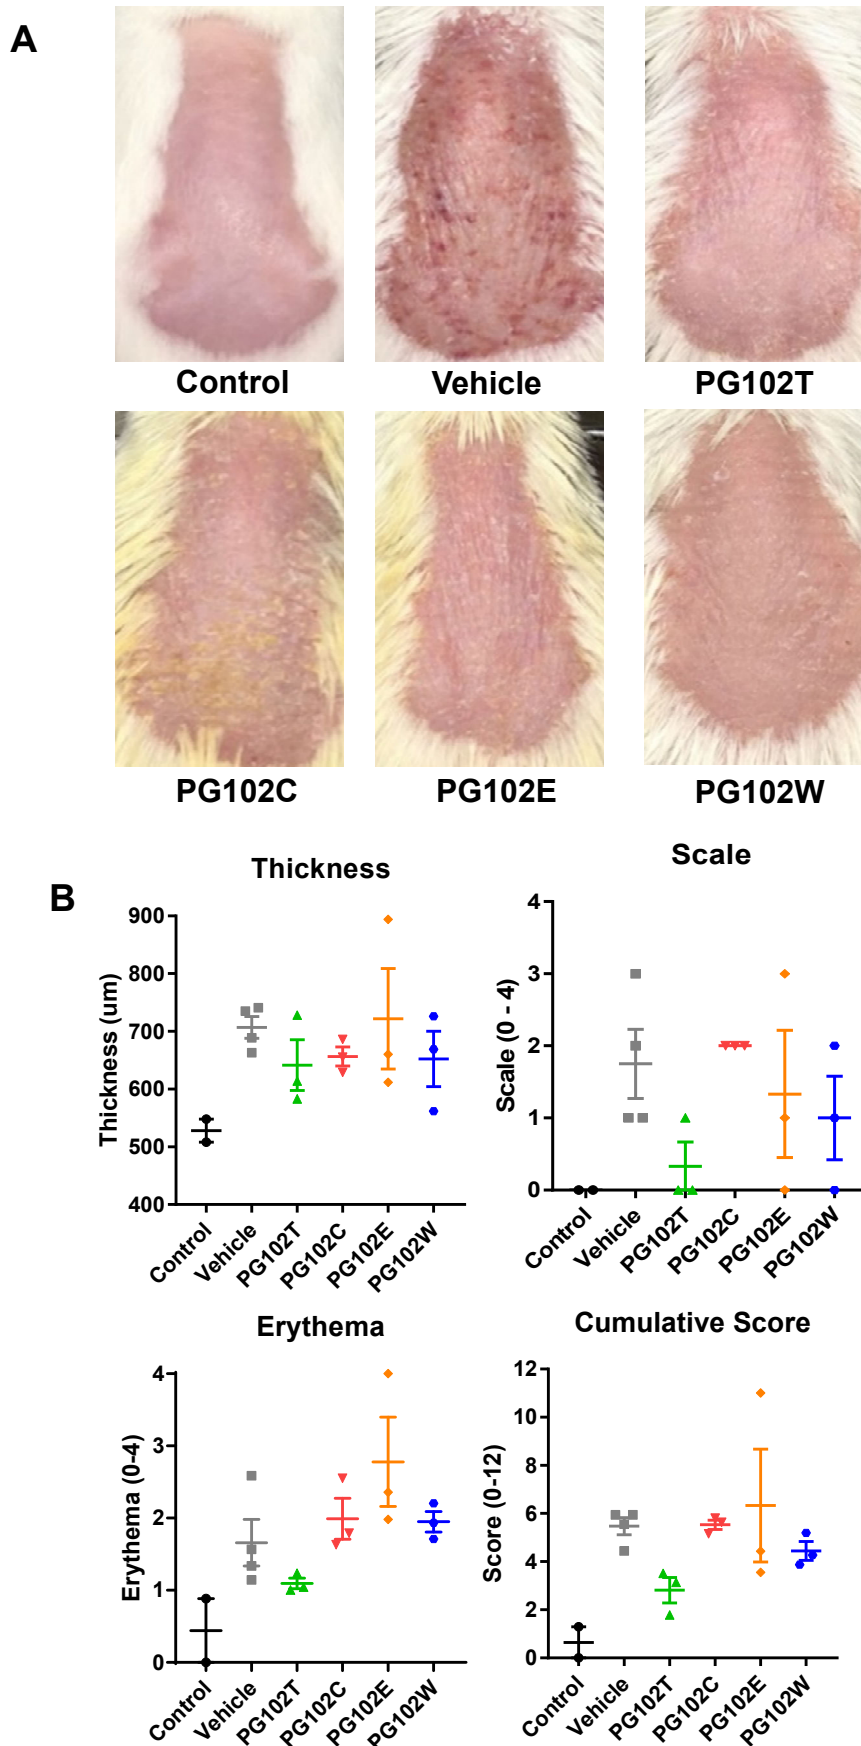 A
Control Vehicle PG102T
PG102C PG102E PG102W
B
Thickness
Thickness (um)
900
800
700
600
500
400
Control Vehicle PG102T PG102C PG102E PG102W
Scale
Scale (0 - 4)
4
3
2
1
0
Control Vehicle PG102T PG102C PG102E PG102W
Erythema
Erythema (0-4)
4
3
2
1
0
Control Vehicle PG102T PG102C PG102E PG102W
Cumulative Score
Score (0-12)
12
10
8
6
4
2
0
Control Vehicle PG102T PG102C PG102E PG102W